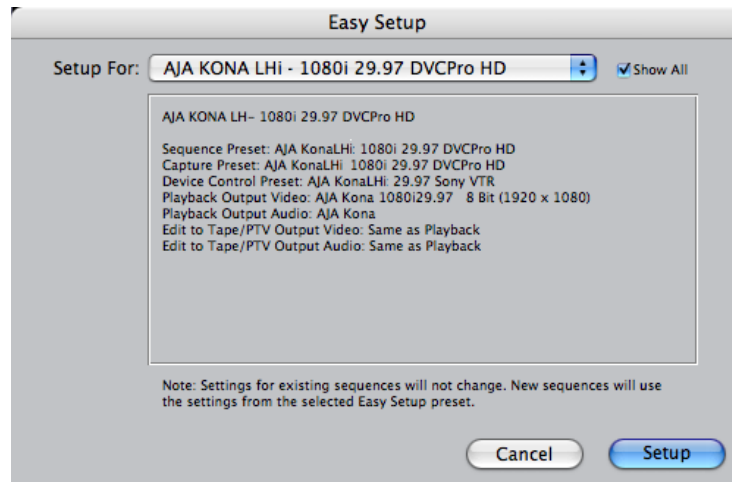 Easy Setup
Setup For: AJA KONA LHi - 1080i 29.97 DVCPro HD Show All
AJA KONA LH- 1080i 29.97 DVCPro HD
Sequence Preset: AJA KonaLHi: 1080i 29.97 DVCPro HD
Capture Preset: AJA KonaLHi 1080i 29.97 DVCPro HD
Device Control Preset: AJA KonaLHi: 29.97 Sony VTR
Playback Output Video: AJA Kona 1080i29.97 8 Bit (1920 x 1080)
Playback Output Audio: AJA Kona
Edit to Tape/PTV Output Video: Same as Playback
Edit to Tape/PTV Output Audio: Same as Playback
Note: Settings for existing sequences will not change. New sequences will use
the settings from the selected Easy Setup preset.
Cancel Setup